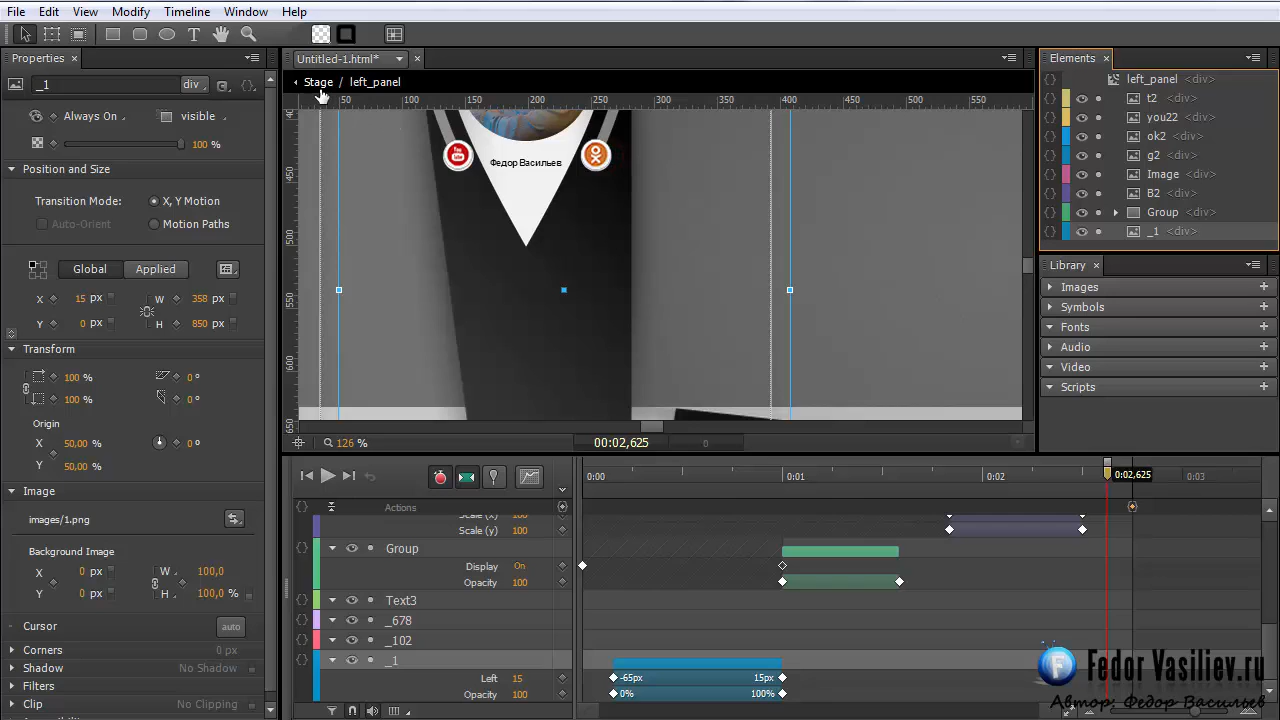 File Edit View Modify Timeline Window Help
Properties ×
Untitled-1.html* ×
Elements ×
_1 div
Stage / left_panel
left_panel <div>
t2 <div>
you22 <div>
ok2 <div>
g2 <div>
Image <div>
B2 <div>
Group <div>
_1 <div>
Always On visible
100 %
Position and Size
Transition Mode: X, Y Motion
Auto-Orient Motion Paths
Global Applied
X 15 px W 358 px
Y 0 px H 850 px
Transform
100 % 0°
100 % 0°
Origin
X 50,00 % 0°
Y 50,00 %
Image
images/1.png
Background Image
X 0 px W 100,0
Y 0 px H 100,0 %
Cursor auto
Corners 0 px
Shadow No Shadow
Filters
Clip No Clipping
50 100 150 200 250 300 350 400 450 500 550
450
500
550
600
650
You Tube
Федор Васильев
Library ×
Images
Symbols
Fonts
Audio
Video
Scripts
126 % 00:02,625 0
0:00 0:01 0:02 0:02,625 0:03
Actions
Scale (x) 100
Scale (y) 100
Group
Display On
Opacity 100
Text3
_678
_102
_1
Left 15 -65px 15px
Opacity 100 0% 100%
Fedor Vasiliev.ru
Автор: Федор Васильев